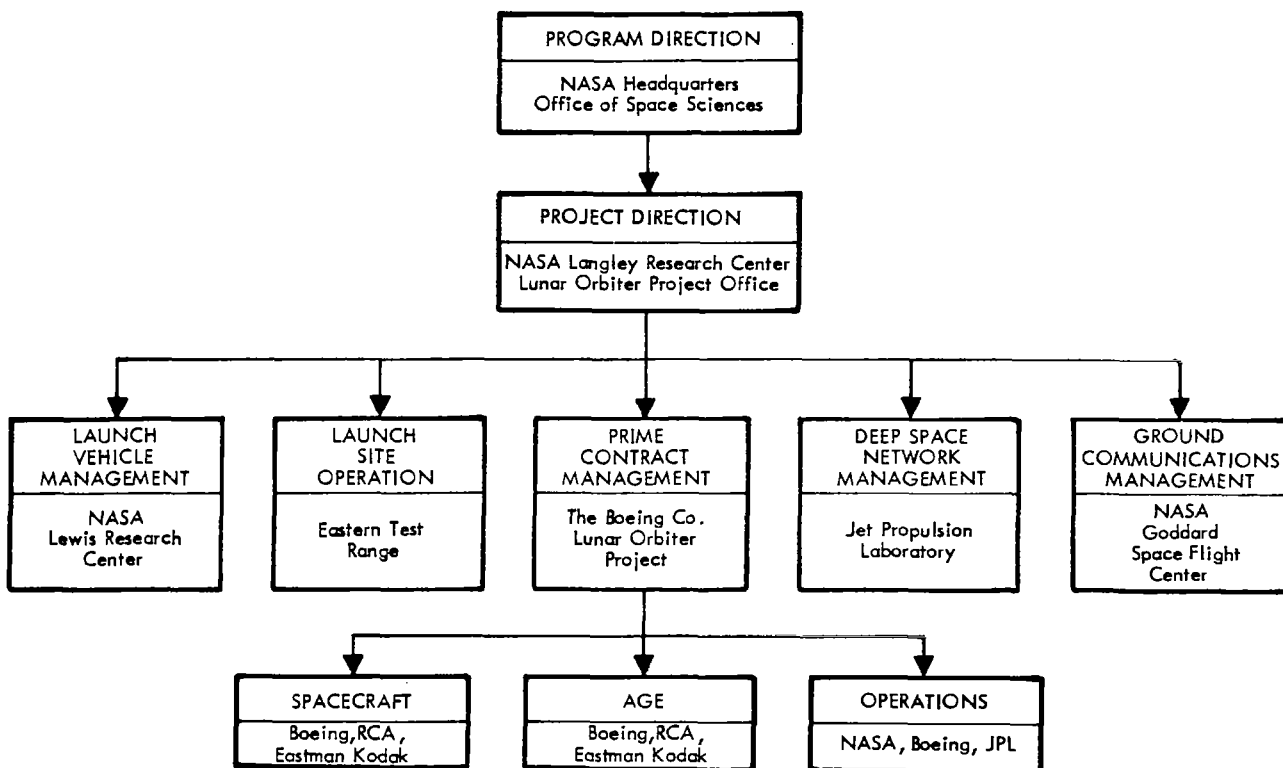 PROGRAM DIRECTION
NASA Headquarters
Office of Space Sciences
PROJECT DIRECTION
NASA Langley Research Center
Lunar Orbiter Project Office
LAUNCH
VEHICLE
MANAGEMENT
NASA
Lewis Research
Center
LAUNCH
SITE
OPERATION
Eastern Test
Range
PRIME
CONTRACT
MANAGEMENT
The Boeing Co.
Lunar Orbiter
Project
DEEP SPACE
NETWORK
MANAGEMENT
Jet Propulsion
Laboratory
GROUND
COMMUNICATIONS
MANAGEMENT
NASA
Goddard
Space Flight
Center
SPACECRAFT
Boeing,RCA,
Eastman Kodak
AGE
Boeing,RCA,
Eastman Kodak
OPERATIONS
NASA, Boeing, JPL